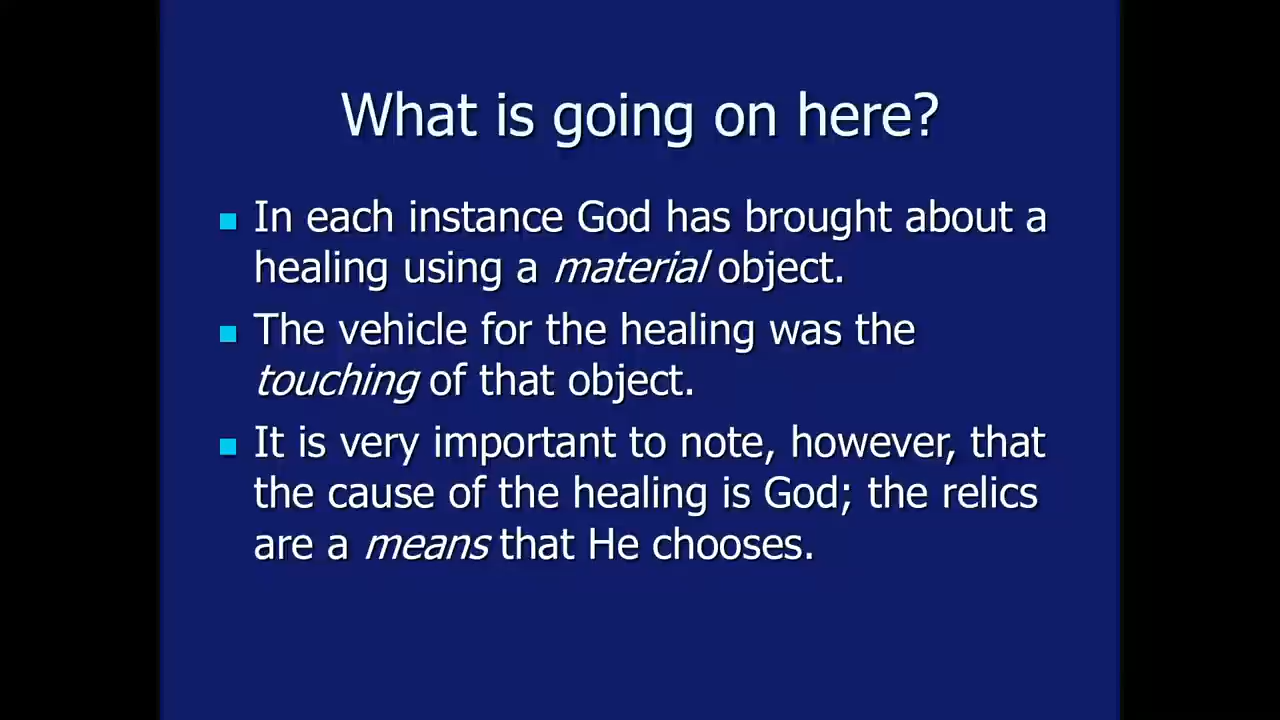 What is going on here?
In each instance God has brought about a
healing using a material object.
The vehicle for the healing was the
touching of that object.
It is very important to note, however, that
the cause of the healing is God; the relics
are a means that He chooses.